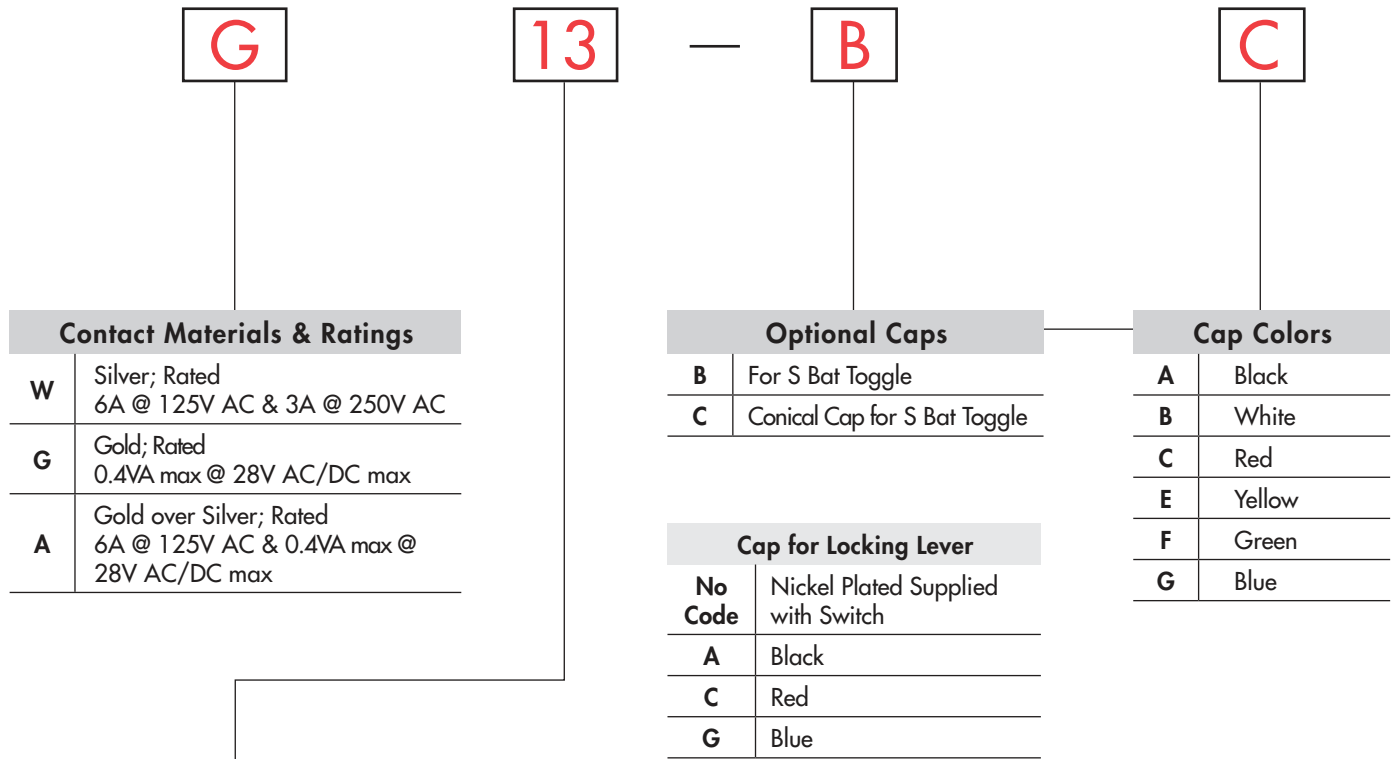 G 13 — B C
Contact Materials & Ratings
W Silver; Rated
6A @ 125V AC & 3A @ 250V AC
G Gold; Rated
0.4VA max @ 28V AC/DC max
A Gold over Silver; Rated
6A @ 125V AC & 0.4VA max @
28V AC/DC max
Optional Caps
B For S Bat Toggle
C Conical Cap for S Bat Toggle
Cap for Locking Lever
No Nickel Plated Supplied
Code with Switch
A Black
C Red
G Blue
Cap Colors
A Black
B White
C Red
E Yellow
F Green
G Blue